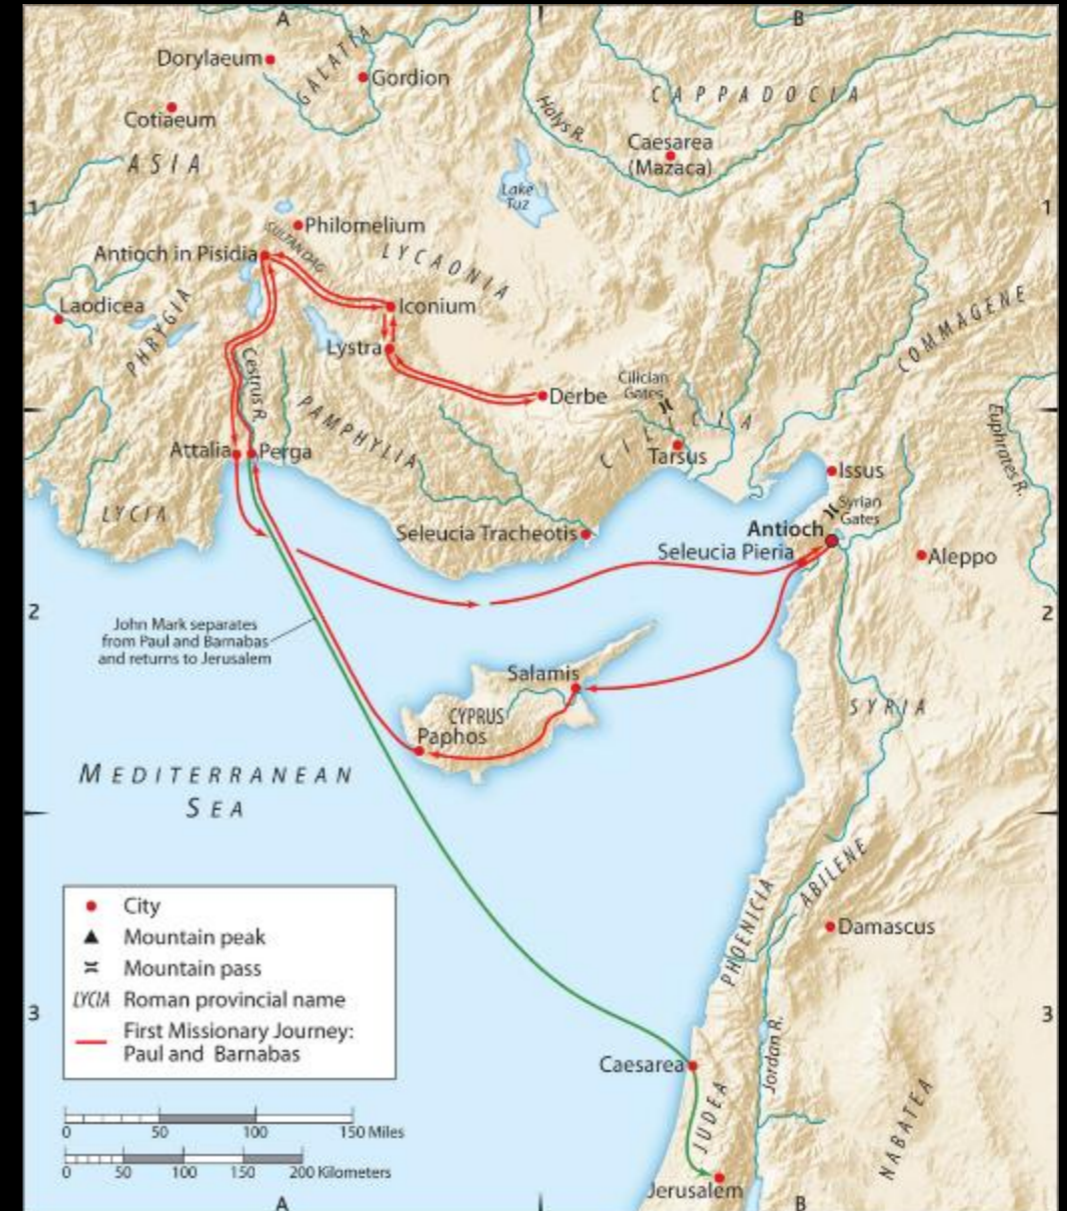 A
B
Dorylaeum
GALATIA
Gordion
Cotiaeum
CAPPADOCIA
Halys R.
Caesarea
(Mazaca)
ASIA
Lake
Tuz
1
1
Philomelium
SULTAN DAG
Antioch in Pisidia
LYCAONIA
Laodicea
PHRYGIA
Iconium
COMMAGENE
Lystra
Cestrus R.
Derbe
Cilician
Gates
PAMPHYLIA
CILICIA
Euphrates R.
Attalia
Perga
Tarsus
Issus
LYCIA
Syrian
Gates
Seleucia Tracheotis
Antioch
Seleucia Pieria
Aleppo
2
2
John Mark separates
from Paul and Barnabas
and returns to Jerusalem
Salamis
CYPRUS
Paphos
SYRIA
MEDITERRANEAN
SEA
ABILENE
PHOENICIA
Damascus
City
Mountain peak
Mountain pass
LYCIA Roman provincial name
First Missionary Journey:
Paul and Barnabas
3
3
Caesarea
Jordan R.
JUDEA
NABATEA
0 50 100 150 Miles
0 50 100 150 200 Kilometers
Jerusalem
A
B